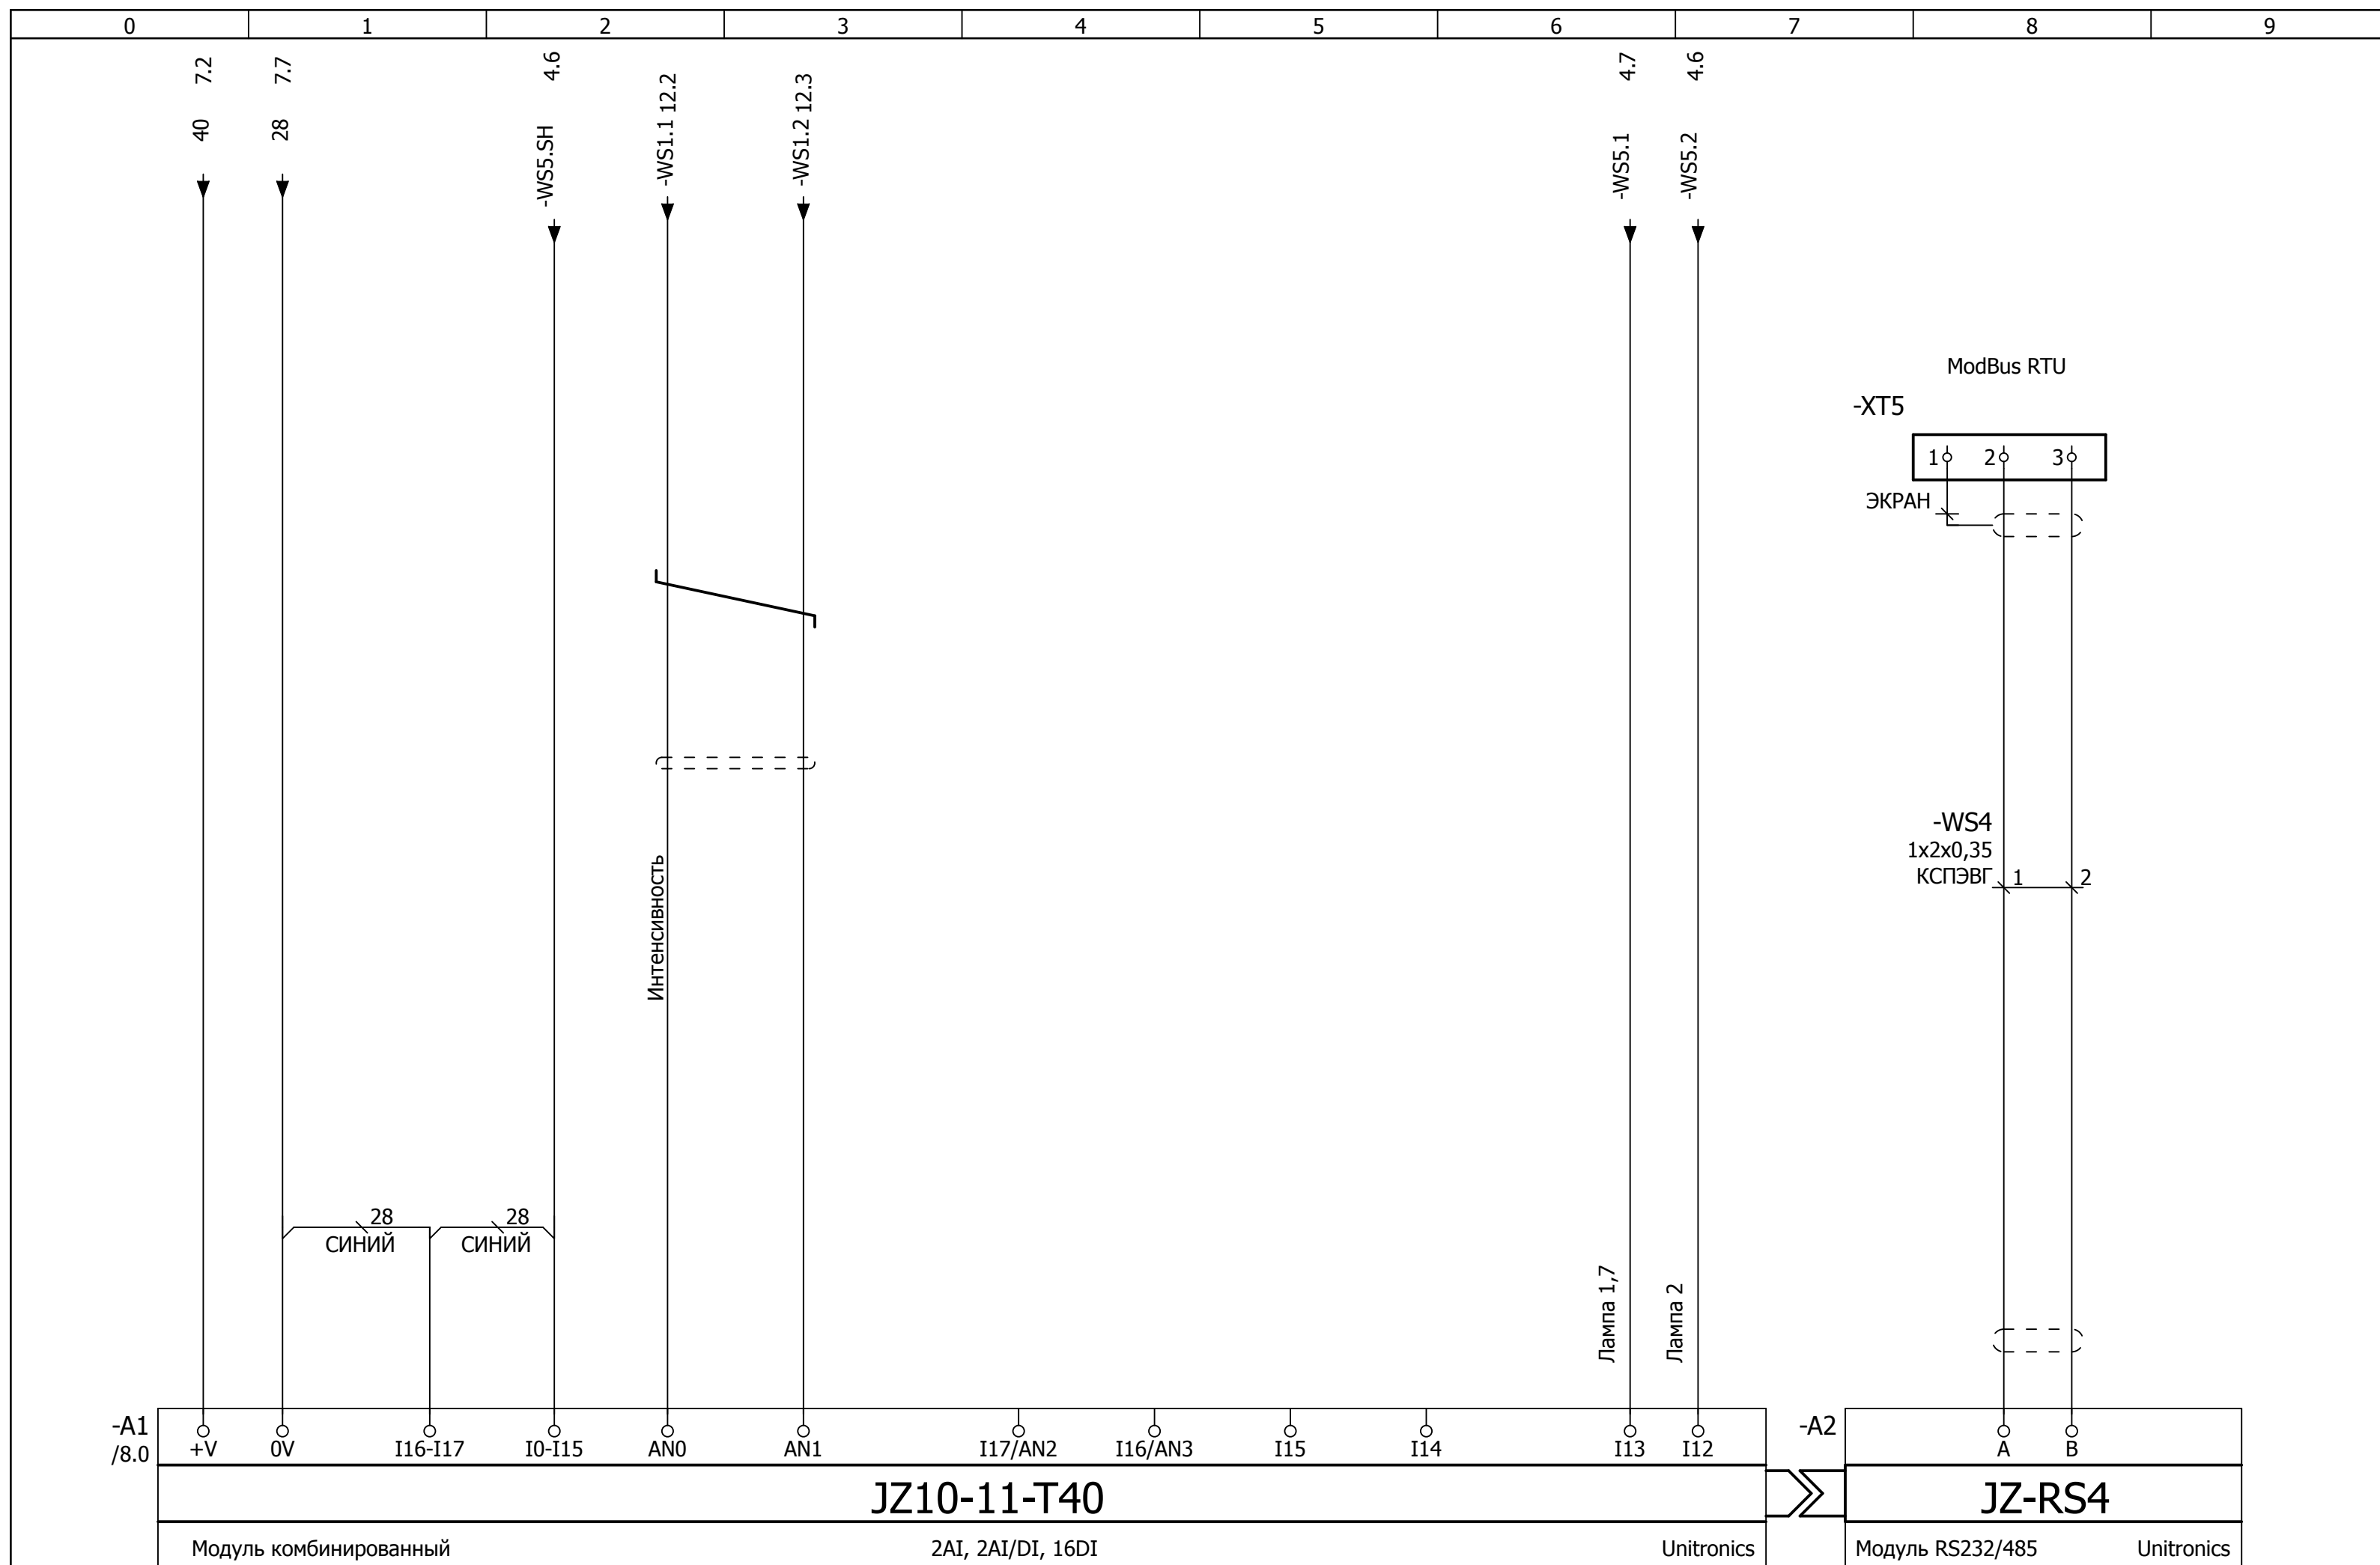 0 1 2 3 4 5 6 7 8 9
40 7.2
28 7.7
-WS5.SH 4.6
-WS1.1 12.2
-WS1.2 12.3
-WS5.1 4.7
-WS5.2 4.6
ModBus RTU
-XT5
1 2 3
ЭКРАН
-WS4
1x2x0,35
КСПЭВГ 1 2
Интенсивность
28 28
СИНИЙ СИНИЙ
Лампа 1,7
Лампа 2
-A1
/8.0
+V 0V I16-I17 I0-I15 AN0 AN1 I17/AN2 I16/AN3 I15 I14 I13 I12
-A2
A B
JZ10-11-T40
JZ-RS4
Модуль комбинированный 2AI, 2AI/DI, 16DI Unitronics
Модуль RS232/485 Unitronics